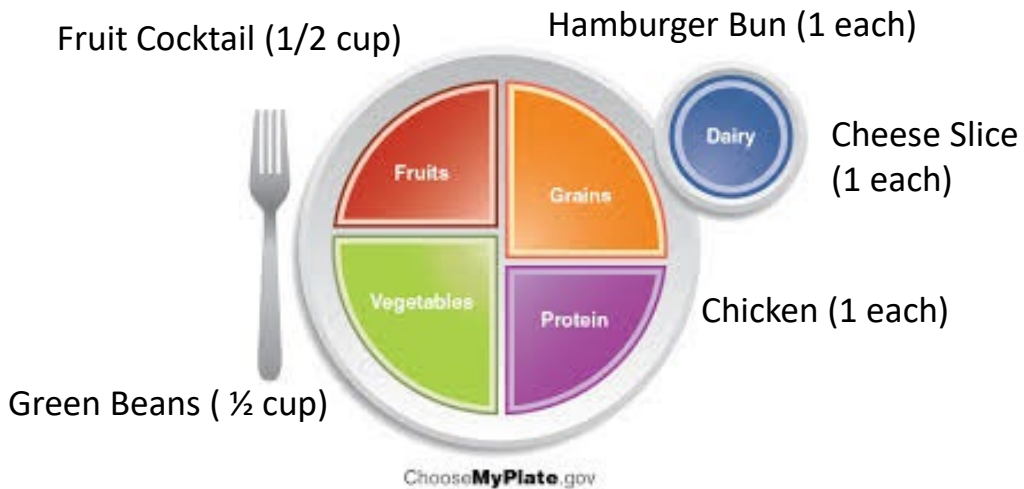 Fruit Cocktail (1/2 cup)
Hamburger Bun (1 each)
Dairy
Cheese Slice
(1 each)
Fruits
Grains
Vegetables
Protein
Chicken (1 each)
Green Beans ( ½ cup)
ChooseMyPlate.gov